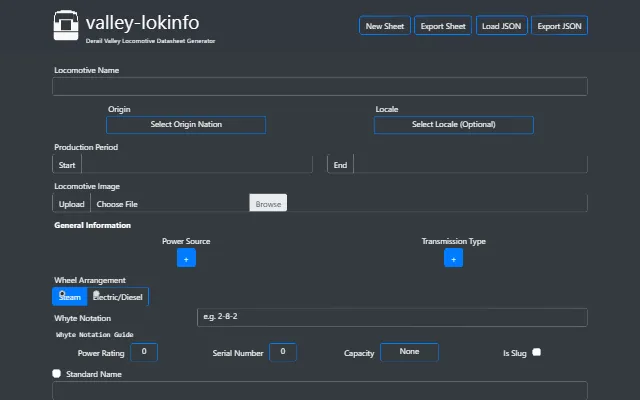 valley-lokinfo
Derail Valley Locomotive Datasheet Generator
New Sheet
Export Sheet
Load JSON
Export JSON
Locomotive Name
Origin
Locale
Select Origin Nation
Select Locale (Optional)
Production Period
Start
End
Locomotive Image
Upload
Choose File
Browse
General Information
Power Source
Transmission Type
+
+
Wheel Arrangement
Steam
Electric/Diesel
Whyte Notation
e.g. 2-8-2
Whyte Notation Guide
Power Rating
0
Serial Number
0
Capacity
None
Is Slug
Standard Name